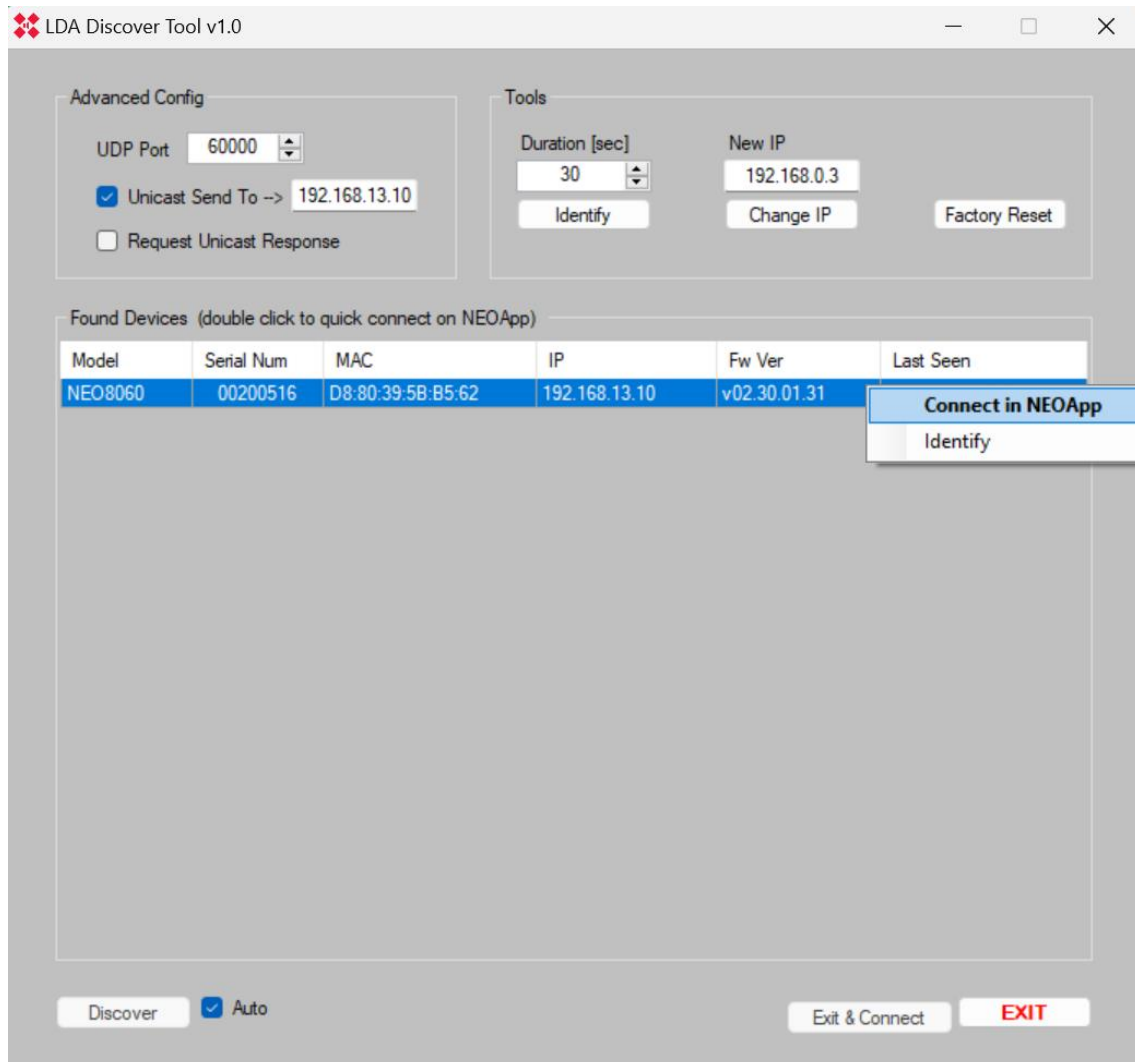 LDA Discover Tool v1.0
Advanced Config
UDP Port 60000
Unicast Send To --> 192.168.13.10
Request Unicast Response
Tools
Duration [sec] New IP
30 192.168.0.3
Identify Change IP Factory Reset
Found Devices (double click to quick connect on NEOApp)
Model Serial Num MAC IP Fw Ver Last Seen
NEO8060 00200516 D8:80:39:5B:B5:62 192.168.13.10 v02.30.01.31
Connect in NEOApp
Identify
Discover Auto Exit & Connect EXIT